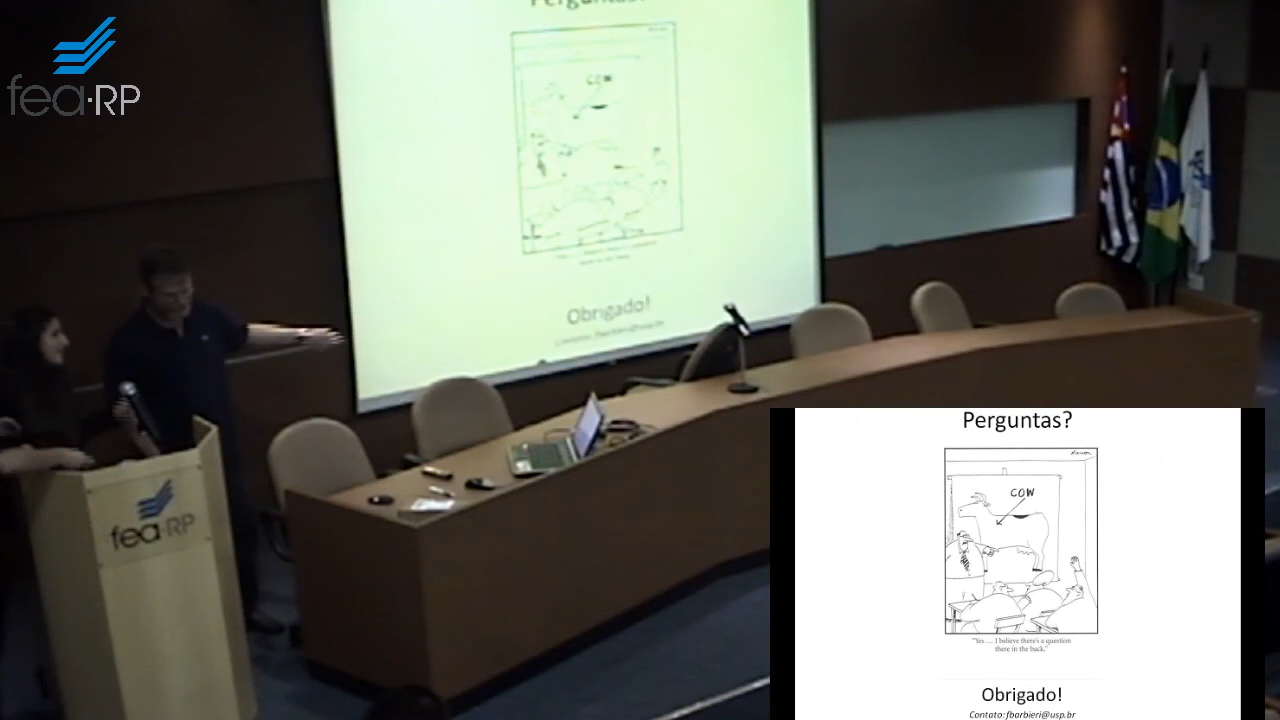 fea·RP
Perguntas?
COW
Obrigado!
fea·RP
Perguntas?
COW
"Yes ... I believe there's a question
there in the back."
Obrigado!
Contato: fbarbieri@usp.br